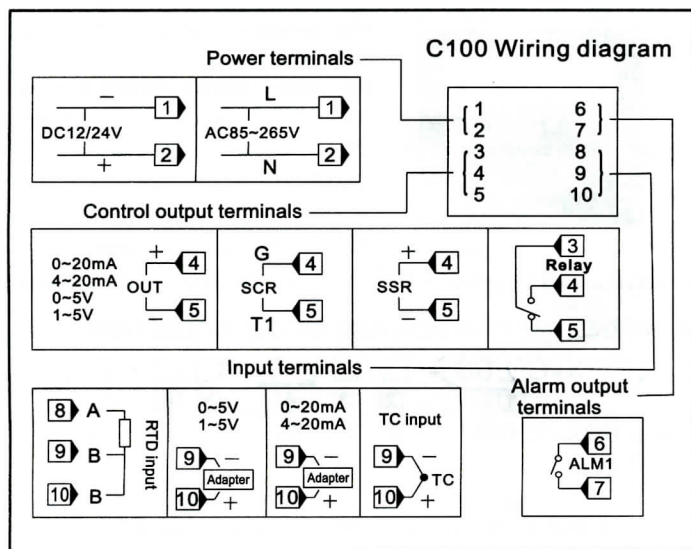 C100 Wiring diagram
Power terminals
− 1
DC12/24V
+ 2
L 1
AC85~265V
N 2
1 6
2 7
3 8
4 9
5 10
Control output terminals
0~20mA
4~20mA
0~5V
1~5V
OUT
+ 4
− 5
G 4
SCR
T1 5
+ 4
SSR
− 5
3
Relay
4
5
Input terminals
8 A
9 B
10 B
RTD input
0~5V
1~5V
9 −
Adapter
10 +
0~20mA
4~20mA
9 −
Adapter
10 +
TC input
9 −
TC
10 +
Alarm output
terminals
6
ALM1
7